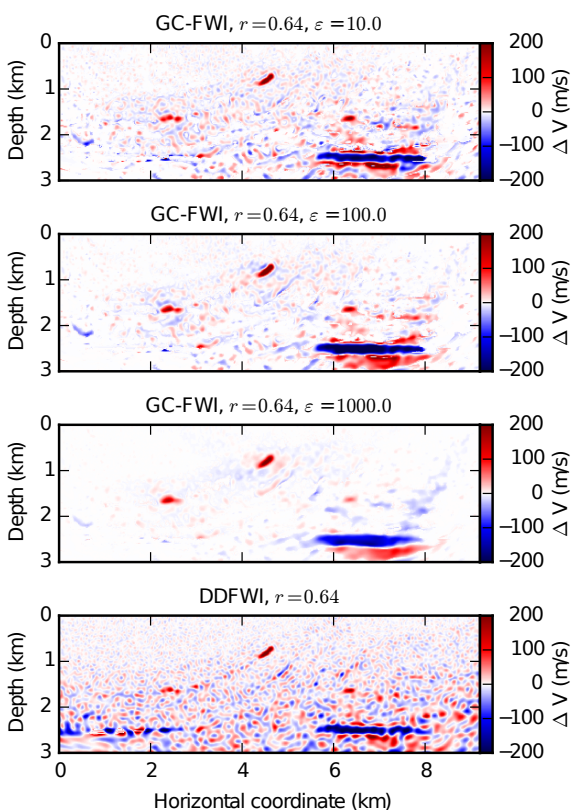 GC-FWI, r=0.64, ε=10.0
0
1
2
3
Depth (km)
200
100
0
−100
−200
Δ V (m/s)
GC-FWI, r=0.64, ε=100.0
0
1
2
3
Depth (km)
200
100
0
−100
−200
Δ V (m/s)
GC-FWI, r=0.64, ε=1000.0
0
1
2
3
Depth (km)
200
100
0
−100
−200
Δ V (m/s)
DDFWI, r=0.64
0
1
2
3
Depth (km)
200
100
0
−100
−200
Δ V (m/s)
0 2 4 6 8
Horizontal coordinate (km)